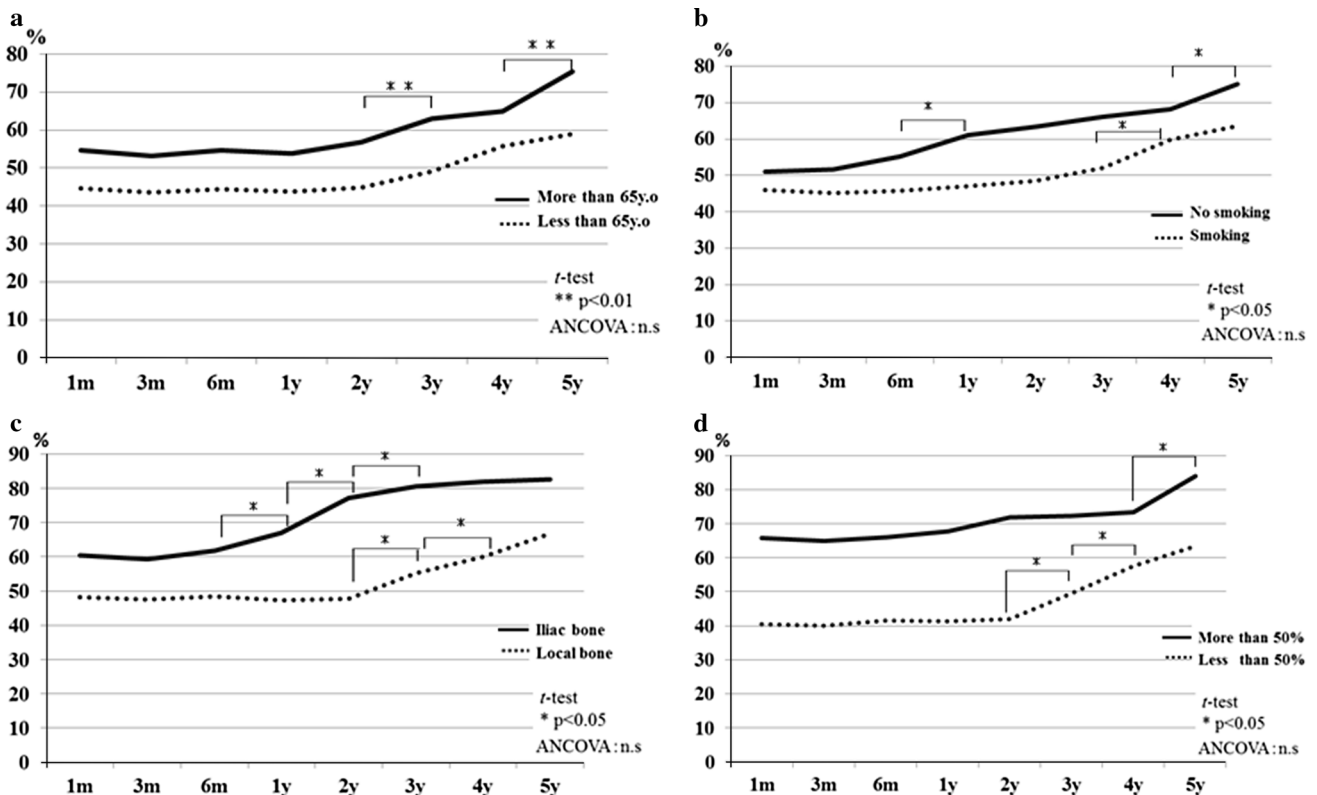 a
%
80
70
60
50
40
30
20
10
0
* *
* *
More than 65y.o
Less than 65y.o
t-test
** p<0.01
ANCOVA:n.s
1m 3m 6m 1y 2y 3y 4y 5y
b
%
80
70
60
50
40
30
20
10
0
*
*
*
No smoking
Smoking
t-test
* p<0.05
ANCOVA:n.s
1m 3m 6m 1y 2y 3y 4y 5y
c
%
90
80
70
60
50
40
30
20
10
0
*
*
*
*
*
Iliac bone
Local bone
t-test
* p<0.05
ANCOVA:n.s
1m 3m 6m 1y 2y 3y 4y 5y
d
%
90
80
70
60
50
40
30
20
10
0
*
*
*
More than 50%
Less than 50%
t-test
* p<0.05
ANCOVA:n.s
1m 3m 6m 1y 2y 3y 4y 5y